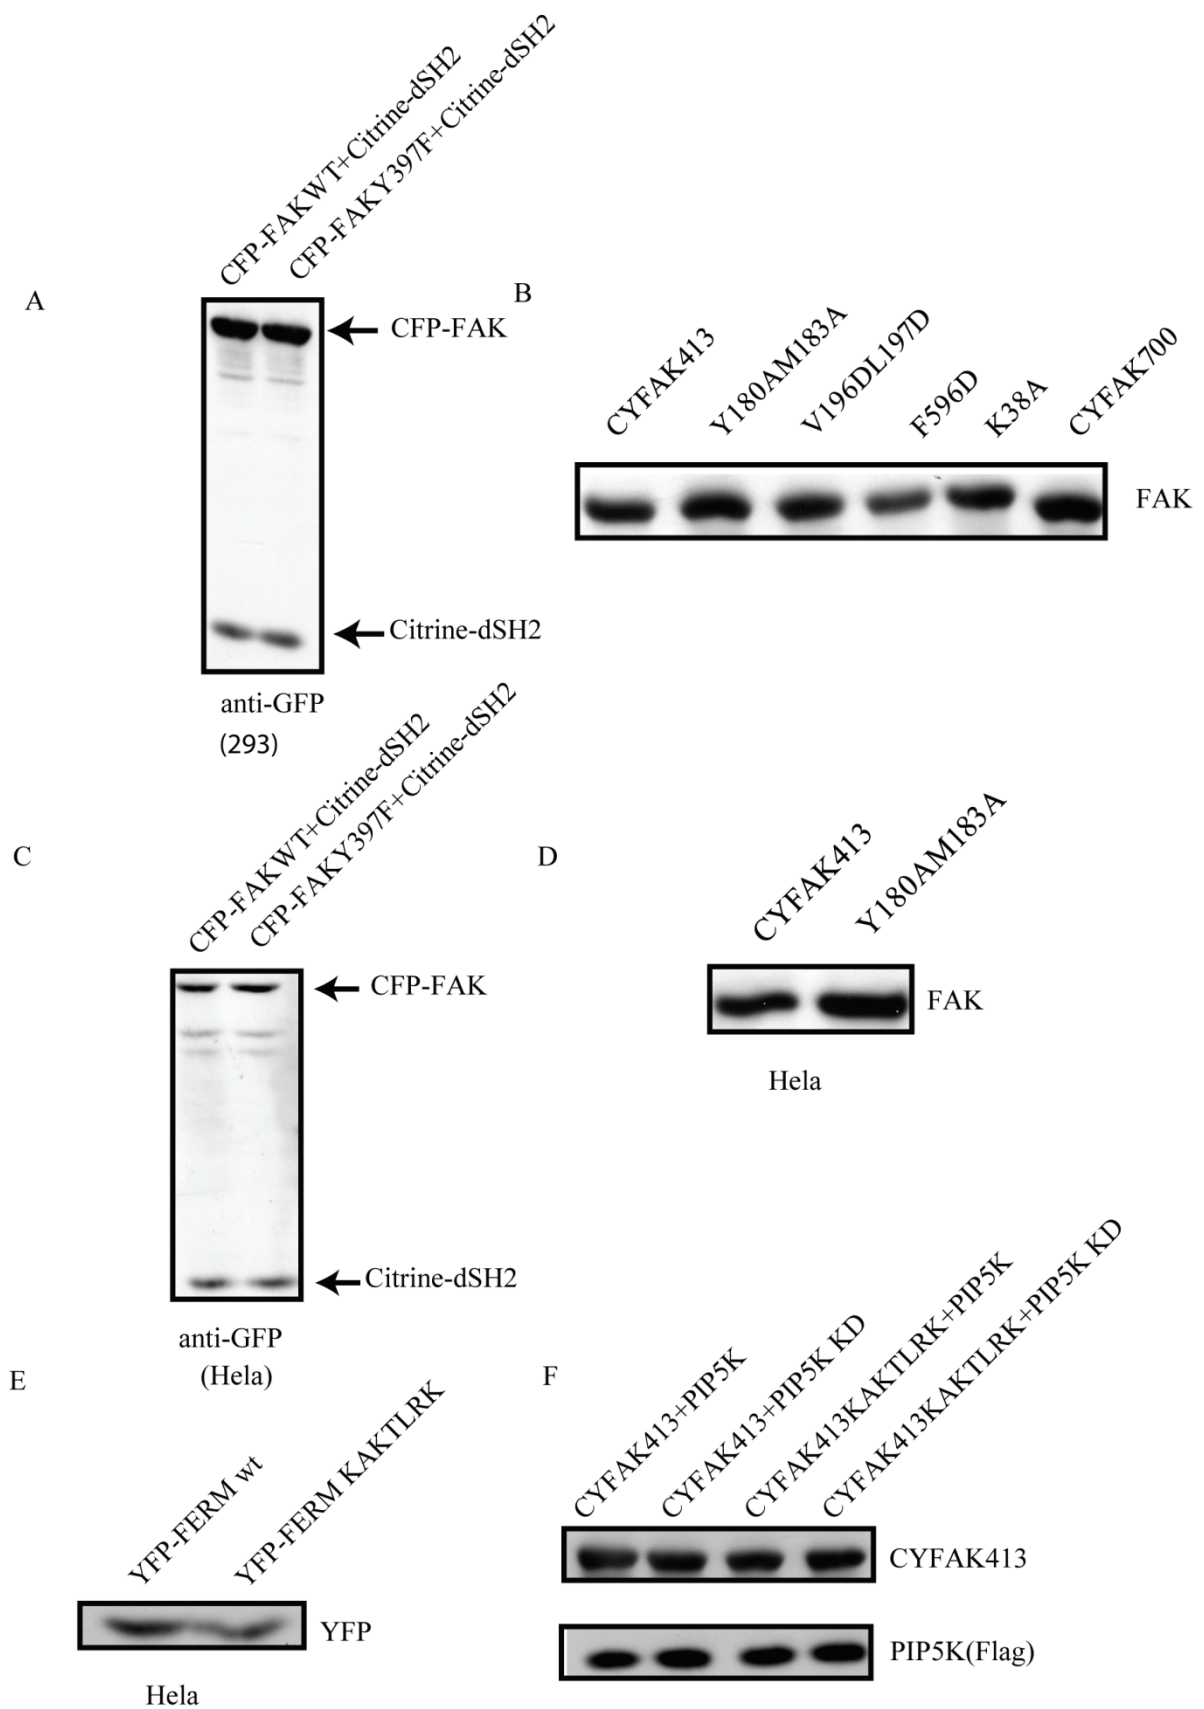 A
CFP-FAKWT+Citrine-dSH2
CFP-FAKY397F+Citrine-dSH2
CFP-FAK
Citrine-dSH2
anti-GFP
(293)
B
CYFAK413
Y180AM183A
V196DL197D
F596D
K38A
CYFAK700
FAK
C
CFP-FAKWT+Citrine-dSH2
CFP-FAKY397F+Citrine-dSH2
CFP-FAK
Citrine-dSH2
anti-GFP
(Hela)
D
CYFAK413
Y180AM183A
FAK
Hela
E
YFP-FERM wt
YFP-FERM KAKTLRK
YFP
Hela
F
CYFAK413+PIP5K
CYFAK413+PIP5K KD
CYFAK413KAKTLRK+PIP5K
CYFAK413KAKTLRK+PIP5K KD
CYFAK413
PIP5K(Flag)